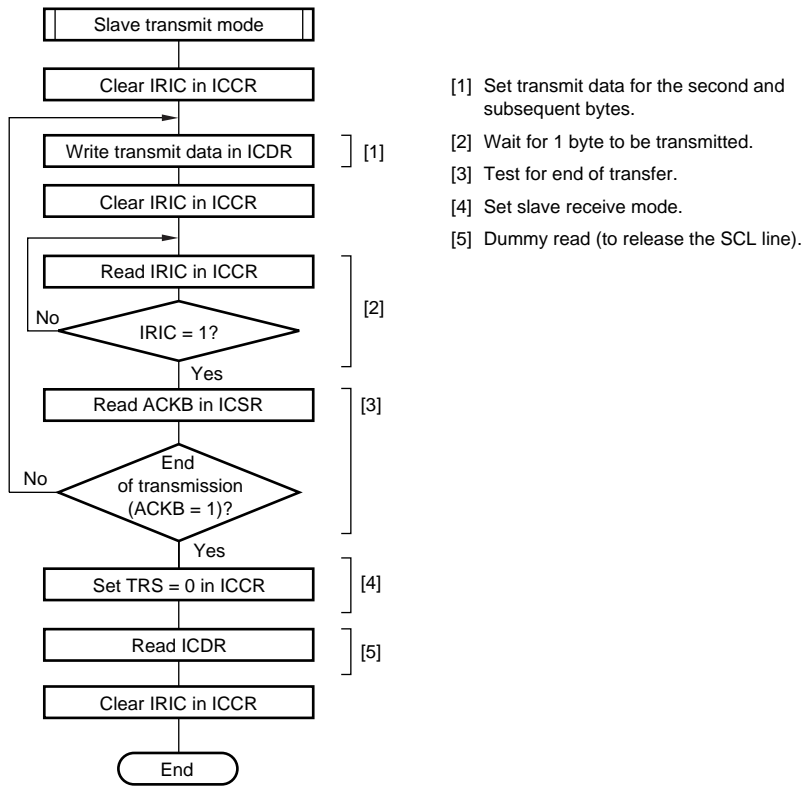 Slave transmit mode
Clear IRIC in ICCR
Write transmit data in ICDR
[1]
Clear IRIC in ICCR
Read IRIC in ICCR
[2]
No
IRIC = 1?
Yes
Read ACKB in ICSR
[3]
No
End
of transmission
(ACKB = 1)?
Yes
Set TRS = 0 in ICCR
[4]
Read ICDR
[5]
Clear IRIC in ICCR
End
[1] Set transmit data for the second and
subsequent bytes.
[2] Wait for 1 byte to be transmitted.
[3] Test for end of transfer.
[4] Set slave receive mode.
[5] Dummy read (to release the SCL line).